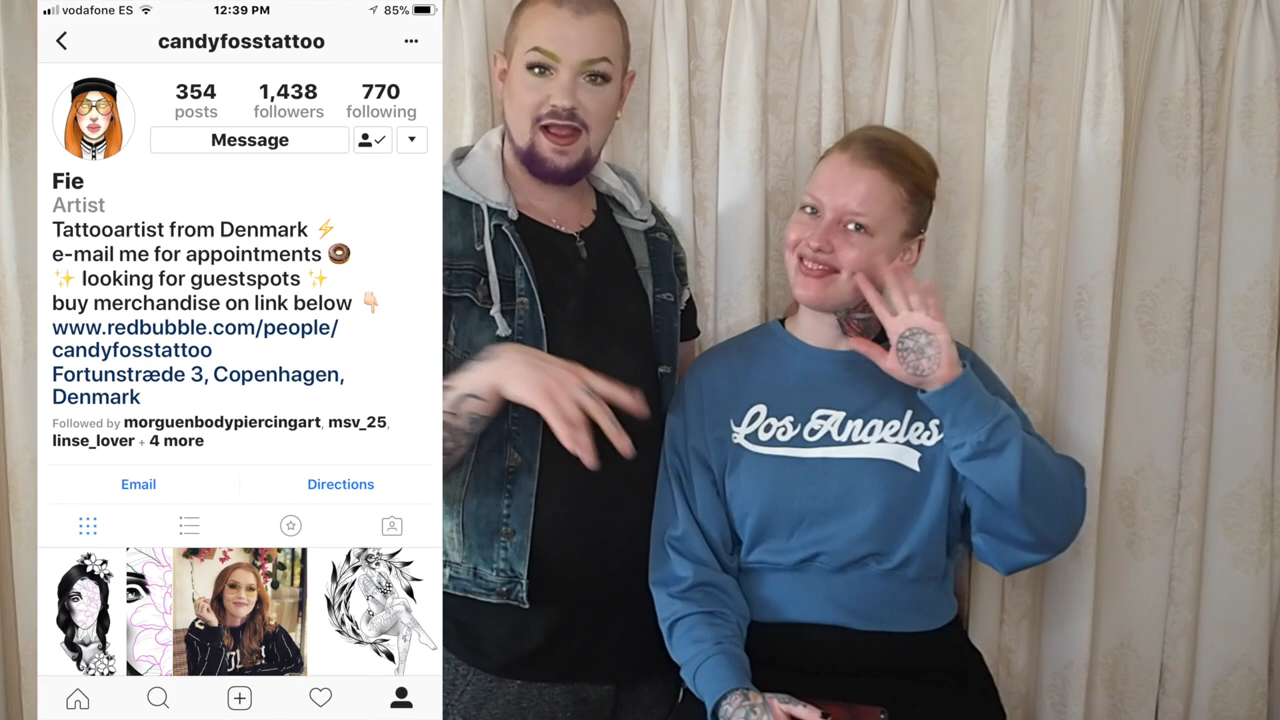 vodafone ES
12:39 PM
85%
candyfosstattoo
354 1,438 770
posts followers following
Message
Fie
Artist
Tattooartist from Denmark ⚡
e-mail me for appointments 🍩
✨ looking for guestspots ✨
buy merchandise on link below 👇🏻
www.redbubble.com/people/
candyfosstattoo
Fortunstræde 3, Copenhagen,
Denmark
Followed by morguenbodypiercingart, msv_25,
linse_lover + 4 more
Email Directions
Los Angeles